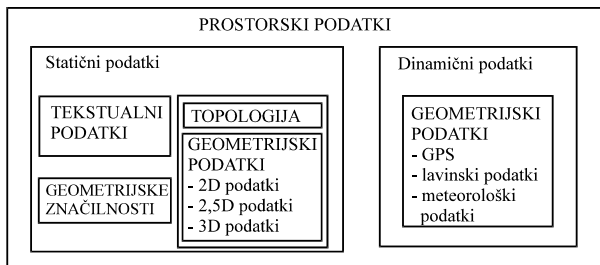 PROSTORSKI PODATKI
Statični podatki
TEKSTUALNI
PODATKI
GEOMETRIJSKE
ZNAČILNOSTI
TOPOLOGIJA
GEOMETRIJSKI
PODATKI
- 2D podatki
- 2,5D podatki
- 3D podatki
Dinamični podatki
GEOMETRIJSKI
PODATKI
- GPS
- lavinski podatki
- meteorološki
podatki